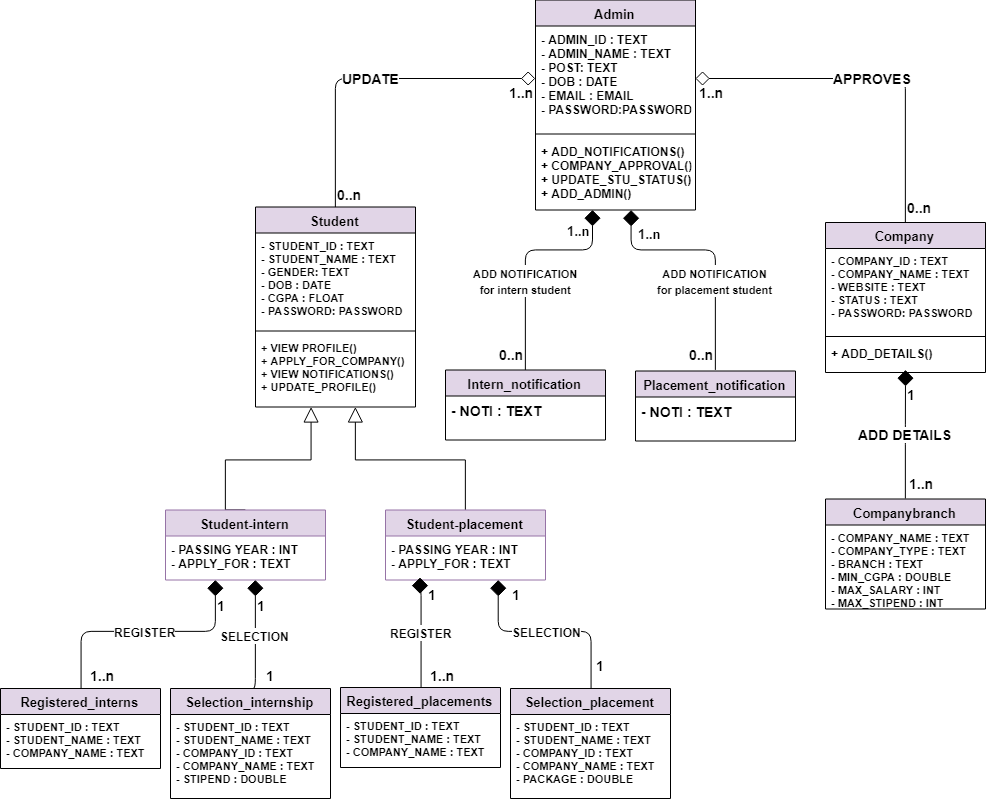 Admin
- ADMIN_ID : TEXT
- ADMIN_NAME : TEXT
- POST: TEXT
- DOB : DATE
- EMAIL : EMAIL
- PASSWORD:PASSWORD
+ ADD_NOTIFICATIONS()
+ COMPANY_APPROVAL()
+ UPDATE_STU_STATUS()
+ ADD_ADMIN()
UPDATE
1..n
1..n
APPROVES
0..n
0..n
1..n
1..n
Student
- STUDENT_ID : TEXT
- STUDENT_NAME : TEXT
- GENDER: TEXT
- DOB : DATE
- CGPA : FLOAT
- PASSWORD: PASSWORD
+ VIEW PROFILE()
+ APPLY_FOR_COMPANY()
+ VIEW NOTIFICATIONS()
+ UPDATE_PROFILE()
ADD NOTIFICATION
for intern student
ADD NOTIFICATION
for placement student
0..n
0..n
Intern_notification
- NOTI : TEXT
Placement_notification
- NOTI : TEXT
Company
- COMPANY_ID : TEXT
- COMPANY_NAME : TEXT
- WEBSITE : TEXT
- STATUS : TEXT
- PASSWORD: PASSWORD
+ ADD_DETAILS()
1
ADD DETAILS
1..n
Companybranch
- COMPANY_NAME : TEXT
- COMPANY_TYPE : TEXT
- BRANCH : TEXT
- MIN_CGPA : DOUBLE
- MAX_SALARY : INT
- MAX_STIPEND : INT
Student-intern
- PASSING YEAR : INT
- APPLY_FOR : TEXT
Student-placement
- PASSING YEAR : INT
- APPLY_FOR : TEXT
1
1
1
1
REGISTER
SELECTION
REGISTER
SELECTION
1..n
1
1..n
1
Registered_interns
- STUDENT_ID : TEXT
- STUDENT_NAME : TEXT
- COMPANY_NAME : TEXT
Selection_internship
- STUDENT_ID : TEXT
- STUDENT_NAME : TEXT
- COMPANY_ID : TEXT
- COMPANY_NAME : TEXT
- STIPEND : DOUBLE
Registered_placements
- STUDENT_ID : TEXT
- STUDENT_NAME : TEXT
- COMPANY_NAME : TEXT
Selection_placement
- STUDENT_ID : TEXT
- STUDENT_NAME : TEXT
- COMPANY_ID : TEXT
- COMPANY_NAME : TEXT
- PACKAGE : DOUBLE